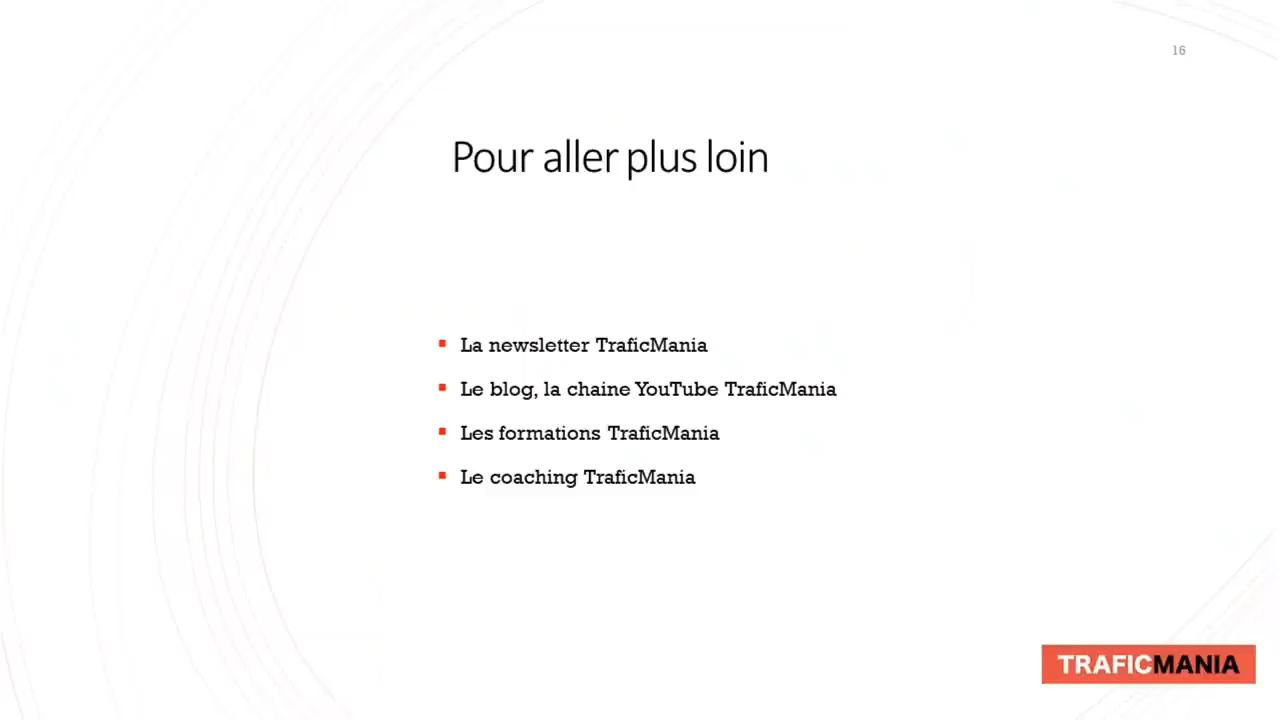 16
Pour aller plus loin
La newsletter TraficMania
Le blog, la chaine YouTube TraficMania
Les formations TraficMania
Le coaching TraficMania
TRAFICMANIA